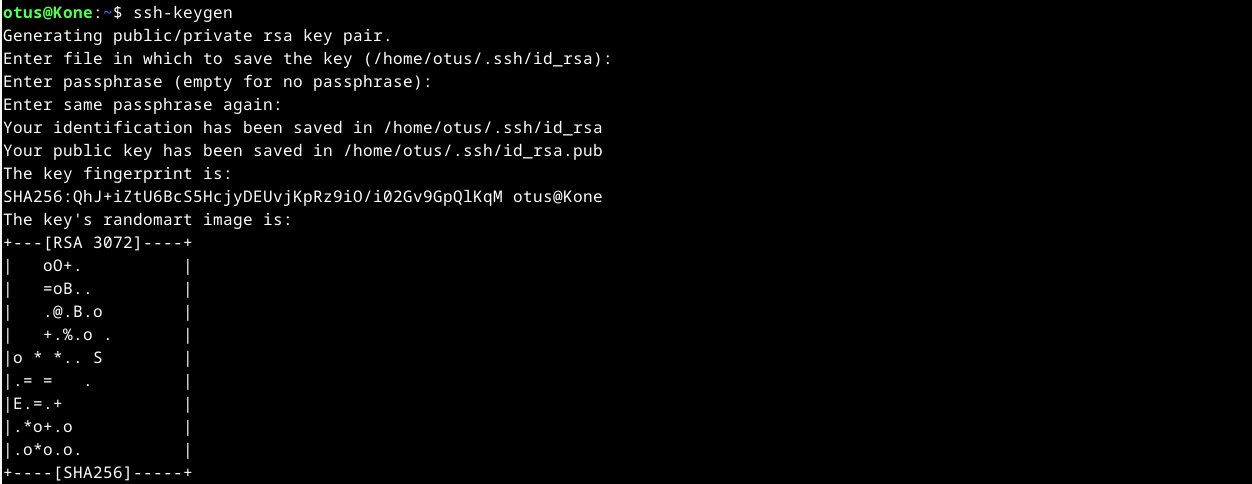 otus@Kone:~$ ssh-keygen
Generating public/private rsa key pair.
Enter file in which to save the key (/home/otus/.ssh/id_rsa):
Enter passphrase (empty for no passphrase):
Enter same passphrase again:
Your identification has been saved in /home/otus/.ssh/id_rsa
Your public key has been saved in /home/otus/.ssh/id_rsa.pub
The key fingerprint is:
SHA256:QhJ+iZtU6BcS5HcjyDEUvjKpRz9iO/i02Gv9GpQlKqM otus@Kone
The key's randomart image is:
+---[RSA 3072]----+
|   oO+.          |
|   =oB..         |
|   .@.B.o        |
|   +.%.o .       |
|o * *.. S        |
|.= =   .         |
|E.=.+            |
|.*o+.o           |
|.o*o.o.          |
+----[SHA256]-----+